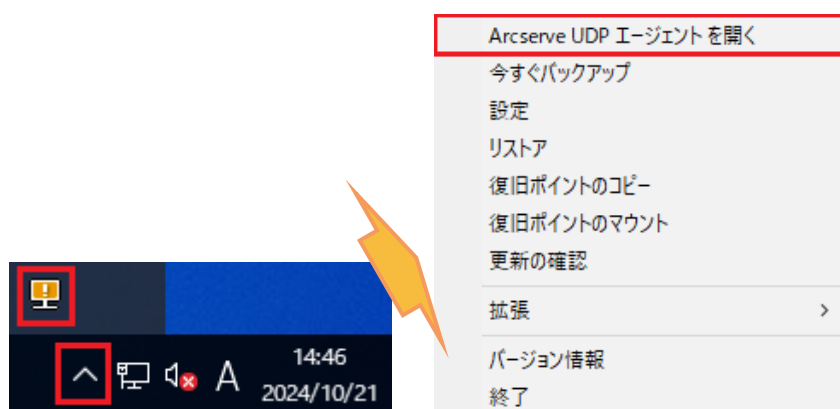 Arcserve UDP エージェント を開く
今すぐバックアップ
設定
リストア
復旧ポイントのコピー
復旧ポイントのマウント
更新の確認
拡張
バージョン情報
終了
A
14:46
2024/10/21